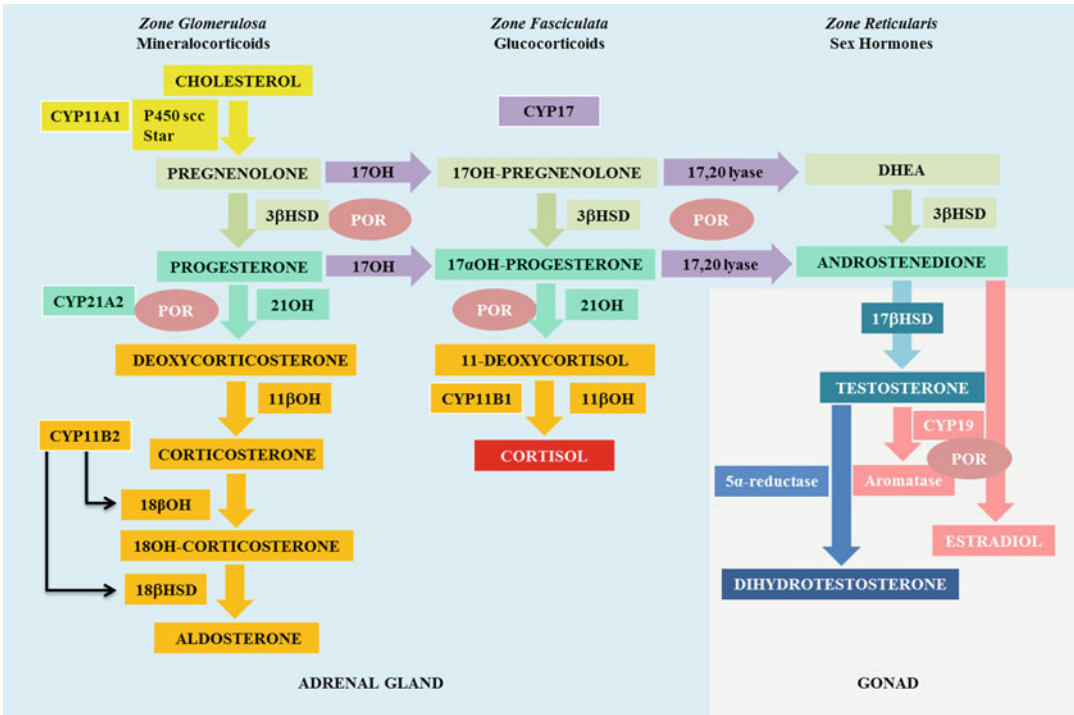 Zone Glomerulosa
Mineralocorticoids
Zone Fasciculata
Glucocorticoids
Zone Reticularis
Sex Hormones
CHOLESTEROL
CYP11A1
P450 scc
Star
CYP17
PREGNENOLONE
17OH
17OH-PREGNENOLONE
17,20 lyase
DHEA
3βHSD
POR
3βHSD
POR
3βHSD
PROGESTERONE
17OH
17αOH-PROGESTERONE
17,20 lyase
ANDROSTENEDIONE
CYP21A2
POR
21OH
POR
21OH
17βHSD
DEOXYCORTICOSTERONE
11-DEOXYCORTISOL
TESTOSTERONE
11βOH
CYP11B1
11βOH
CYP19
CYP11B2
CORTICOSTERONE
CORTISOL
POR
5α-reductase
Aromatase
18βOH
18OH-CORTICOSTERONE
ESTRADIOL
18βHSD
DIHYDROTESTOSTERONE
ALDOSTERONE
ADRENAL GLAND
GONAD